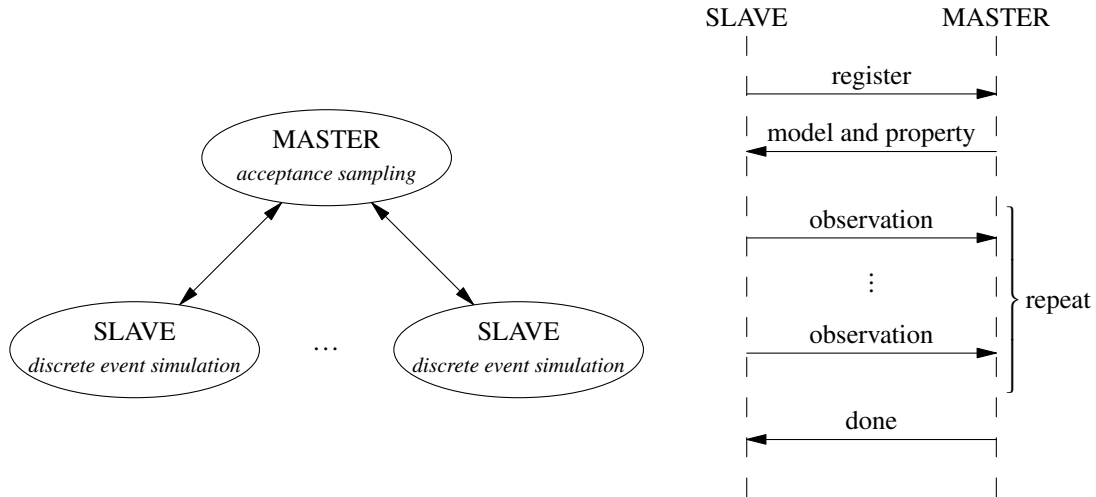 MASTER
acceptance sampling
SLAVE
discrete event simulation
...
SLAVE
discrete event simulation
SLAVE
MASTER
register
model and property
observation
⋮
repeat
observation
done